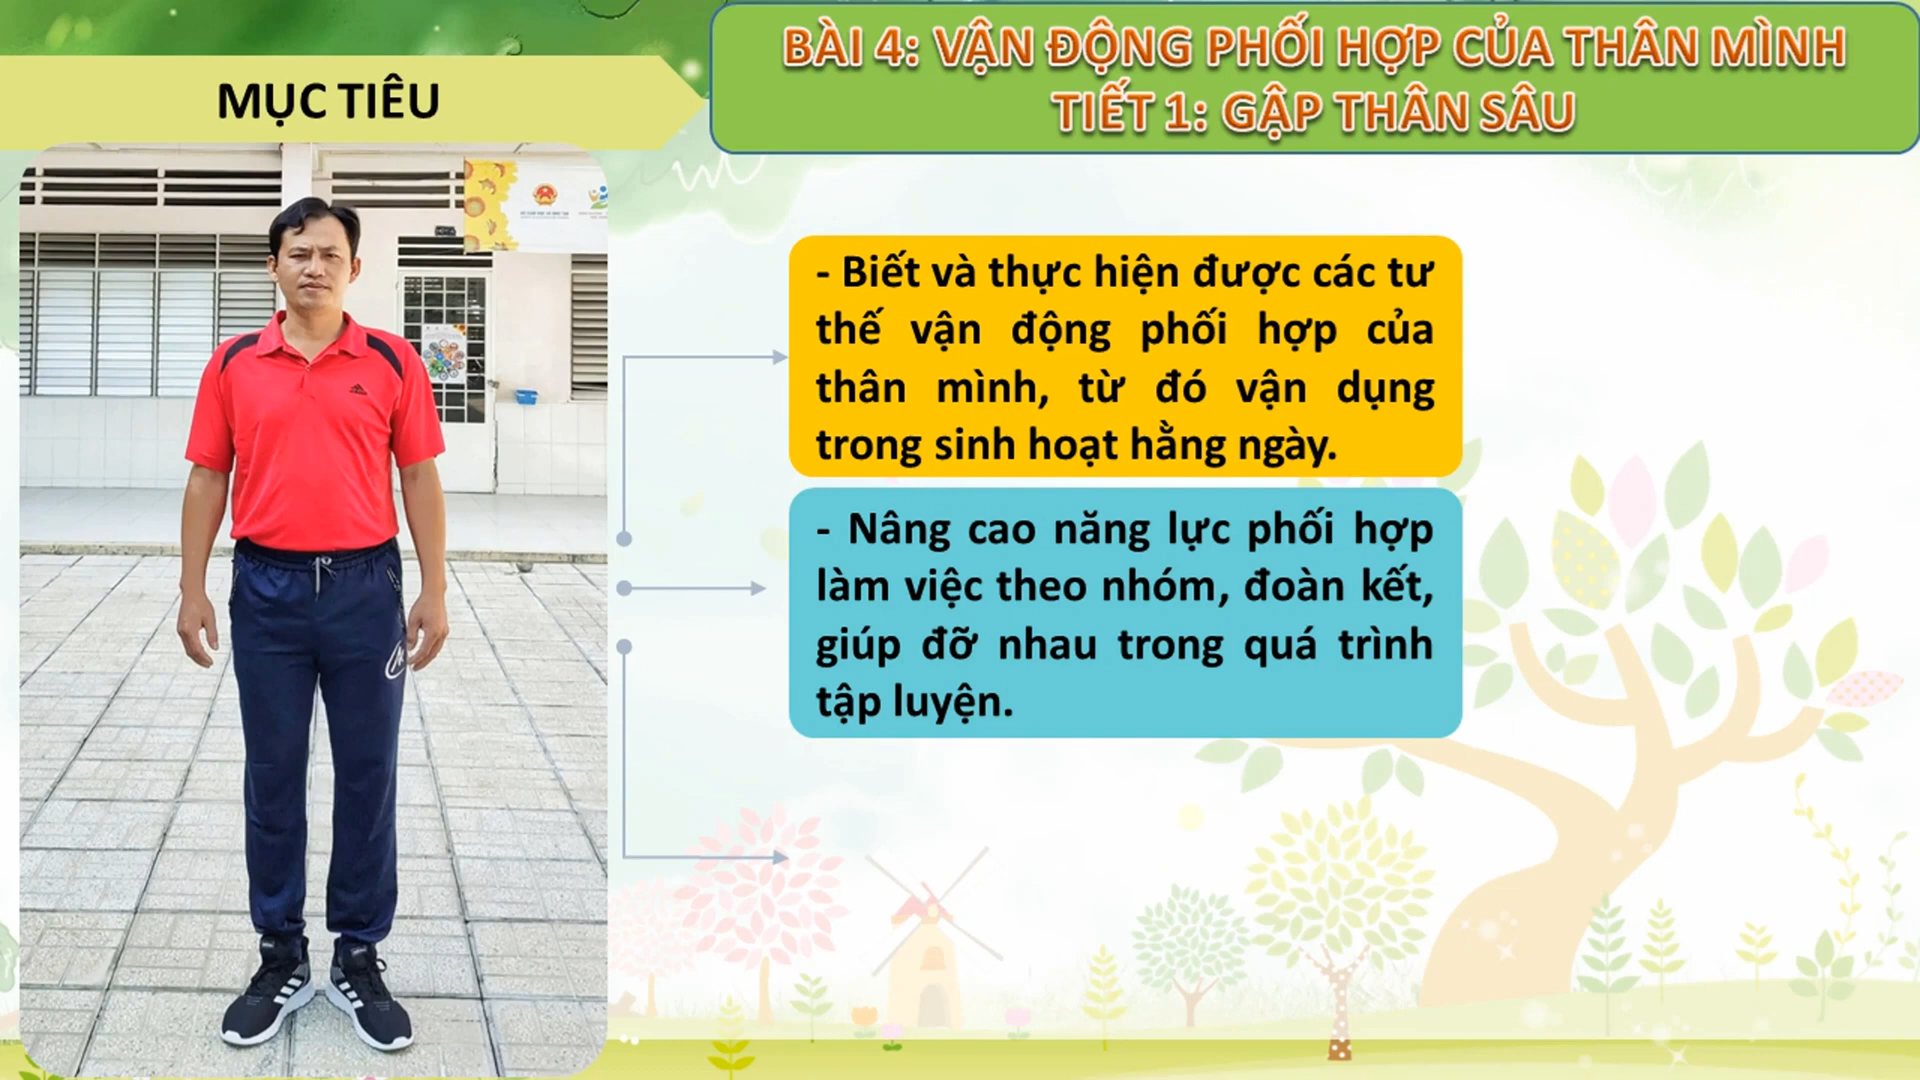 BÀI 4: VẬN ĐỘNG PHỐI HỢP CỦA THÂN MÌNH
TIẾT 1: GẬP THÂN SÂU
MỤC TIÊU
- Biết và thực hiện được các tư
thế vận động phối hợp của
thân mình, từ đó vận dụng
trong sinh hoạt hằng ngày.
- Nâng cao năng lực phối hợp
làm việc theo nhóm, đoàn kết,
giúp đỡ nhau trong quá trình
tập luyện.